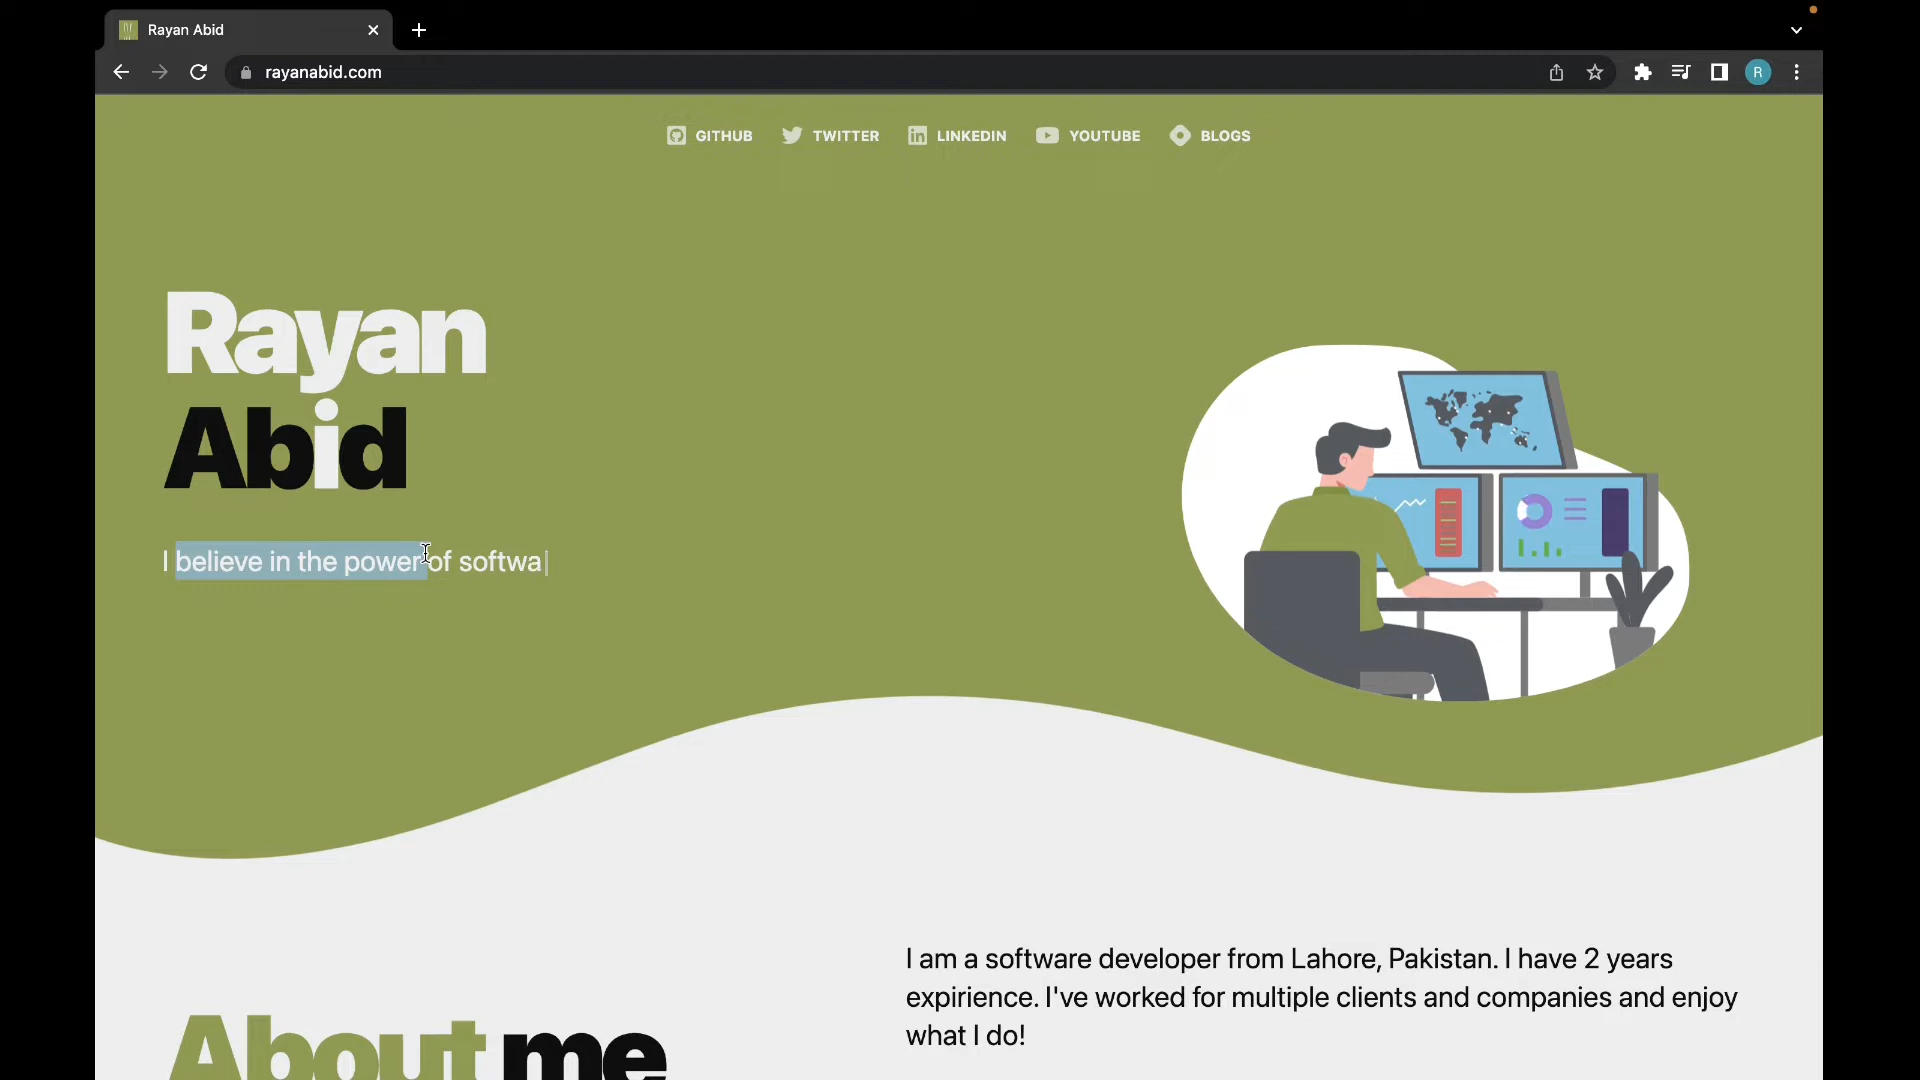 Rayan Abid
rayanabid.com
R
GITHUB TWITTER LINKEDIN YOUTUBE BLOGS
Rayan
Abid
I believe in the power of softwa
I am a software developer from Lahore, Pakistan. I have 2 years
expirience. I've worked for multiple clients and companies and enjoy
what I do!
About me